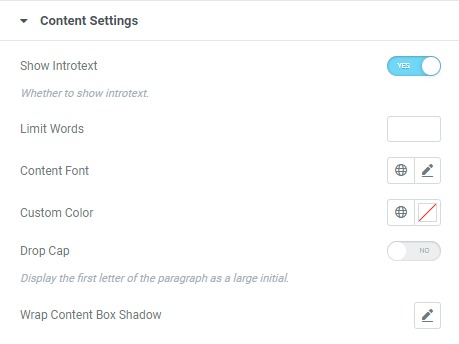 Content Settings
Show Introtext
YES
Whether to show introtext.
Limit Words
Content Font
Custom Color
Drop Cap
NO
Display the first letter of the paragraph as a large initial.
Wrap Content Box Shadow